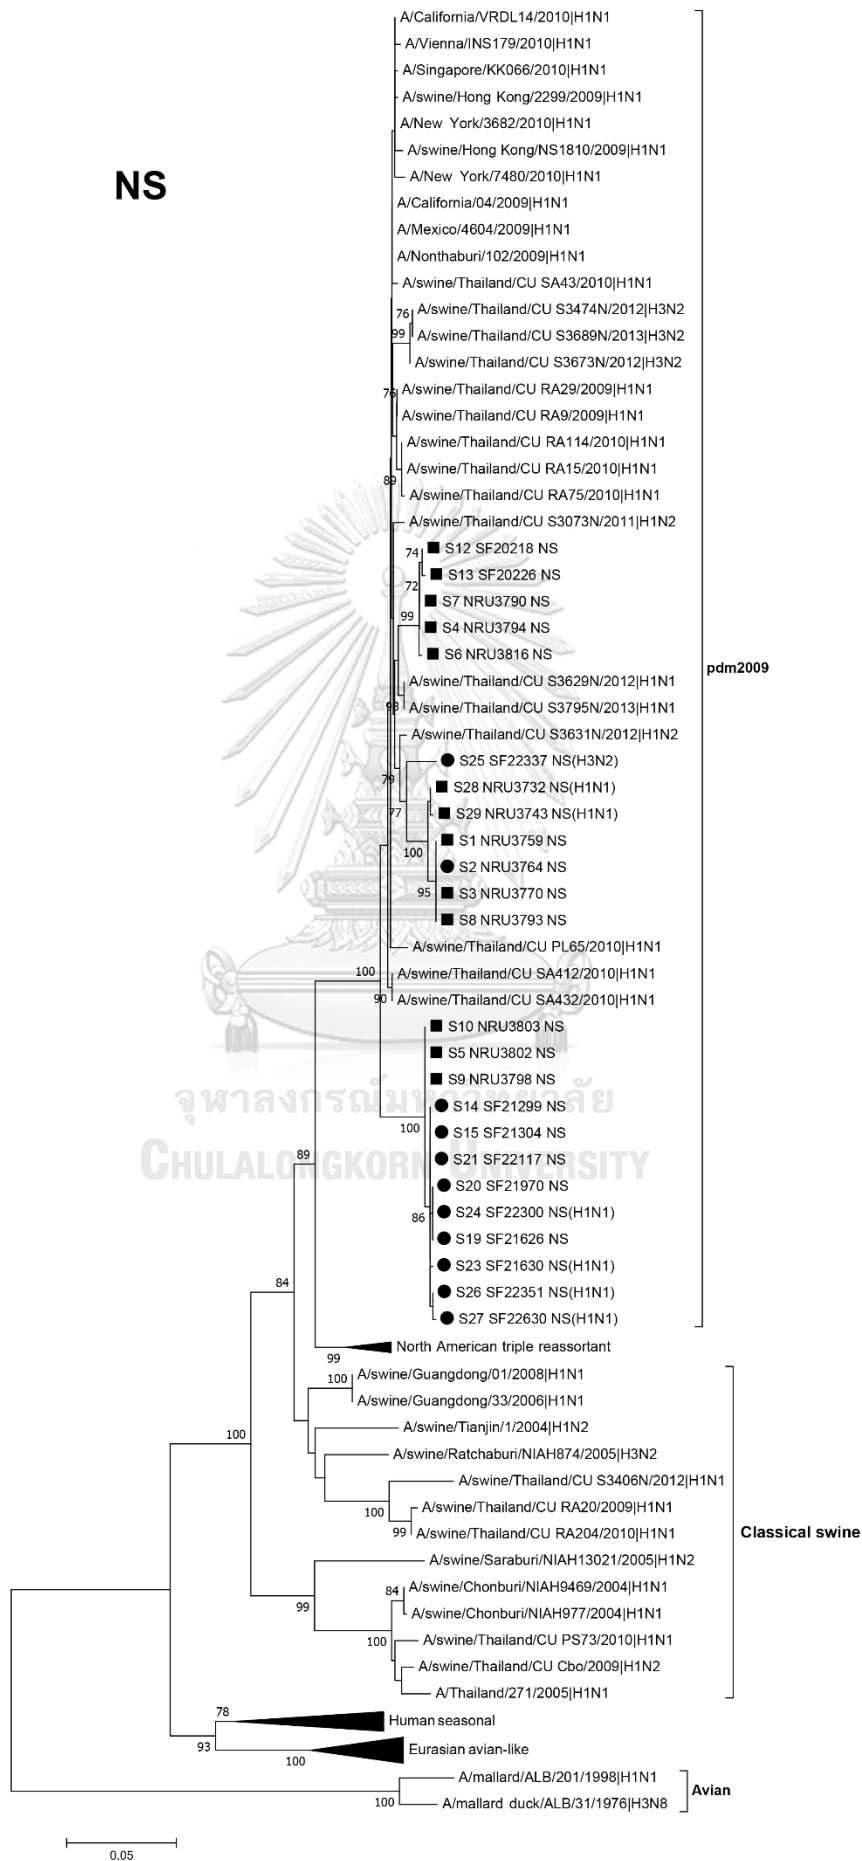 NS
A/California/VRDL14/2010|H1N1
A/Vienna/INS179/2010|H1N1
A/Singapore/KK066/2010|H1N1
A/swine/Hong Kong/2299/2009|H1N1
A/New York/3682/2010|H1N1
A/swine/Hong Kong/NS1810/2009|H1N1
A/New York/7480/2010|H1N1
A/California/04/2009|H1N1
A/Mexico/4604/2009|H1N1
A/Nonthaburi/102/2009|H1N1
A/swine/Thailand/CU SA43/2010|H1N1
76 A/swine/Thailand/CU S3474N/2012|H3N2
99 A/swine/Thailand/CU S3689N/2013|H3N2
A/swine/Thailand/CU S3673N/2012|H3N2
76 A/swine/Thailand/CU RA29/2009|H1N1
A/swine/Thailand/CU RA9/2009|H1N1
A/swine/Thailand/CU RA114/2010|H1N1
A/swine/Thailand/CU RA15/2010|H1N1
89 A/swine/Thailand/CU RA75/2010|H1N1
A/swine/Thailand/CU S3073N/2011|H1N2
74 S12 SF20218 NS
S13 SF20226 NS
72
S7 NRU3790 NS
99
S4 NRU3794 NS
S6 NRU3816 NS
pdm2009
A/swine/Thailand/CU S3629N/2012|H1N1
98 A/swine/Thailand/CU S3795N/2013|H1N1
A/swine/Thailand/CU S3631N/2012|H1N2
S25 SF22337 NS(H3N2)
79
S28 NRU3732 NS(H1N1)
77 S29 NRU3743 NS(H1N1)
S1 NRU3759 NS
100
S2 NRU3764 NS
95 S3 NRU3770 NS
S8 NRU3793 NS
A/swine/Thailand/CU PL65/2010|H1N1
100 A/swine/Thailand/CU SA412/2010|H1N1
90 A/swine/Thailand/CU SA432/2010|H1N1
S10 NRU3803 NS
S5 NRU3802 NS
S9 NRU3798 NS
จุฬาลงกรณ์มหาวิทยาลัย
S14 SF21299 NS
100
S15 SF21304 NS
89
S21 SF22117 NS
CHULALONGKORN UNIVERSITY
S20 SF21970 NS
86 S24 SF22300 NS(H1N1)
S19 SF21626 NS
S23 SF21630 NS(H1N1)
84
S26 SF22351 NS(H1N1)
S27 SF22630 NS(H1N1)
North American triple reassortant
99
100 A/swine/Guangdong/01/2008|H1N1
A/swine/Guangdong/33/2006|H1N1
A/swine/Tianjin/1/2004|H1N2
100
A/swine/Ratchaburi/NIAH874/2005|H3N2
A/swine/Thailand/CU S3406N/2012|H1N1
100 A/swine/Thailand/CU RA20/2009|H1N1
99 A/swine/Thailand/CU RA204/2010|H1N1
Classical swine
A/swine/Saraburi/NIAH13021/2005|H1N2
84 A/swine/Chonburi/NIAH9469/2004|H1N1
99
A/swine/Chonburi/NIAH977/2004|H1N1
100 A/swine/Thailand/CU PS73/2010|H1N1
A/swine/Thailand/CU Cbo/2009|H1N2
A/Thailand/271/2005|H1N1
78
Human seasonal
93
100
Eurasian avian-like
A/mallard/ALB/201/1998|H1N1
Avian
100 A/mallard duck/ALB/31/1976|H3N8
0.05